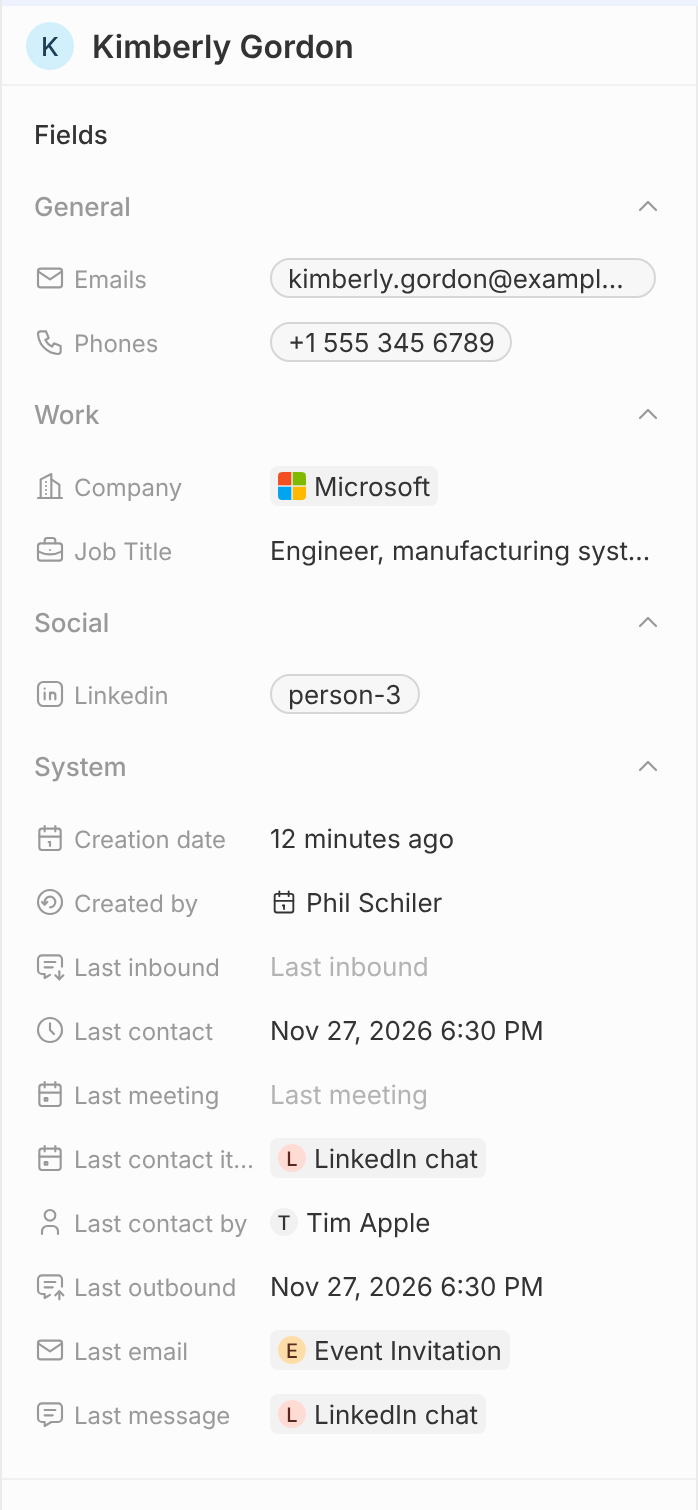 K Kimberly Gordon
Fields
General
Emails kimberly.gordon@exampl...
Phones +1 555 345 6789
Work
Company Microsoft
Job Title Engineer, manufacturing syst...
Social
Linkedin person-3
System
Creation date 12 minutes ago
Created by Phil Schiler
Last inbound Last inbound
Last contact Nov 27, 2026 6:30 PM
Last meeting Last meeting
Last contact it... L LinkedIn chat
Last contact by T Tim Apple
Last outbound Nov 27, 2026 6:30 PM
Last email E Event Invitation
Last message L LinkedIn chat